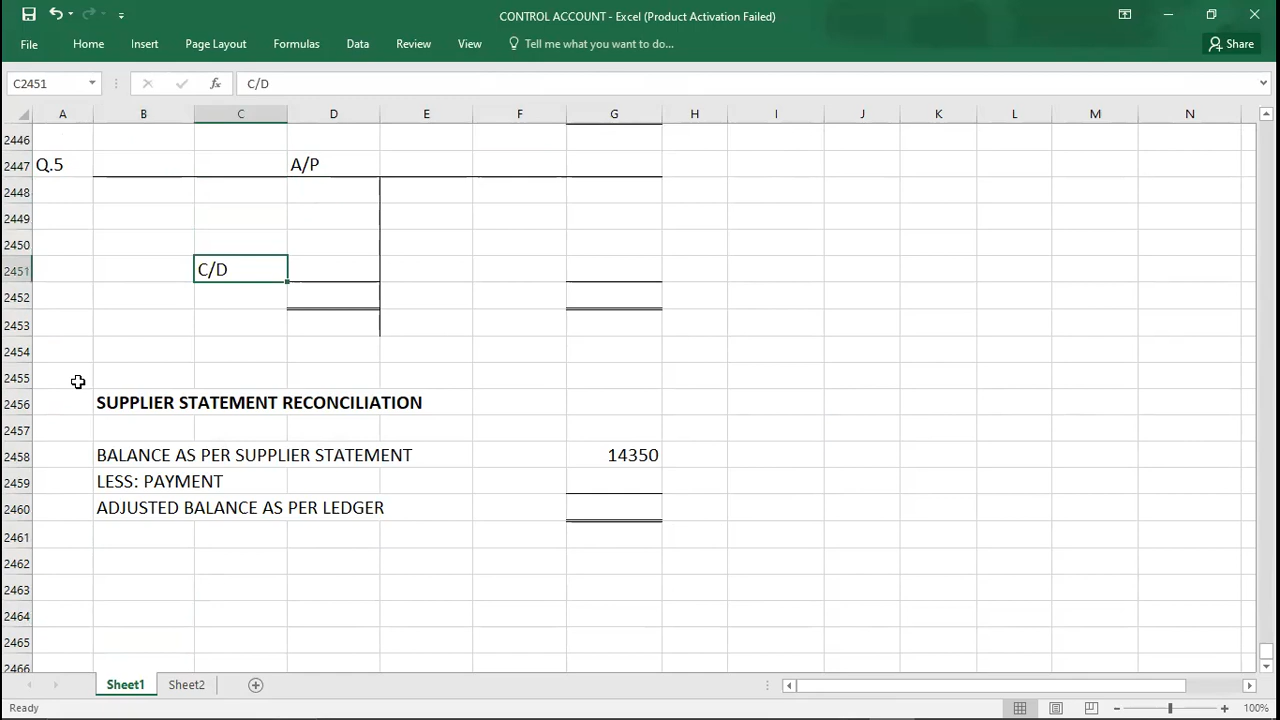 CONTROL ACCOUNT - Excel (Product Activation Failed)
File Home Insert Page Layout Formulas Data Review View Tell me what you want to do... Share
C2451 fx C/D
A B C D E F G H I J K L M N
2446
2447 Q.5 A/P
2448
2449
2450
2451 C/D
2452
2453
2454
2455
2456 SUPPLIER STATEMENT RECONCILIATION
2457
2458 BALANCE AS PER SUPPLIER STATEMENT 14350
2459 LESS: PAYMENT
2460 ADJUSTED BALANCE AS PER LEDGER
2461
2462
2463
2464
2465
2466
Sheet1 Sheet2
Ready 100%